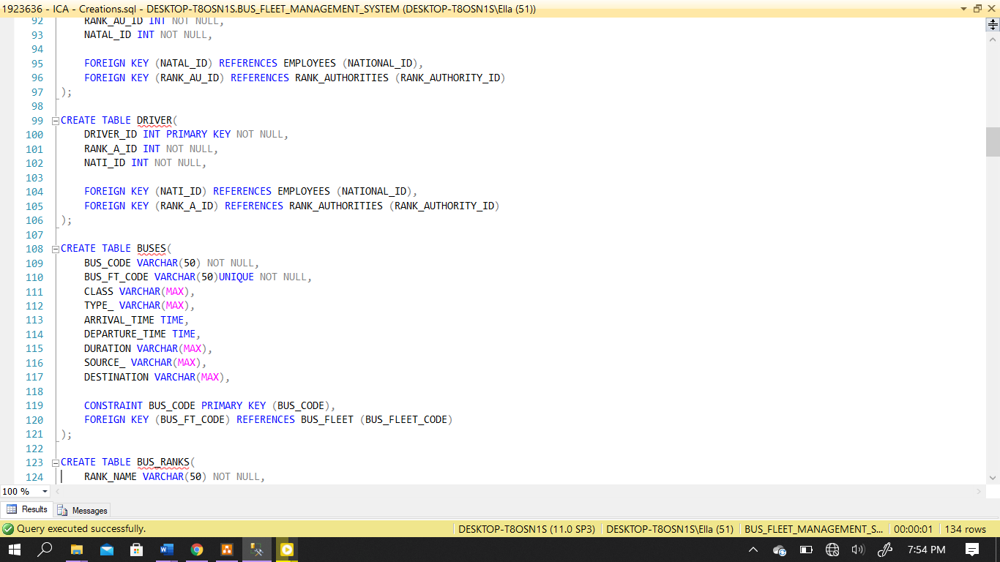 1923636 - ICA - Creations.sql - DESKTOP-T8OSN1S.BUS_FLEET_MANAGEMENT_SYSTEM (DESKTOP-T8OSN1S\Ella (51))
92 RANK_AU_ID INT NOT NULL,
93 NATAL_ID INT NOT NULL,
94
95 FOREIGN KEY (NATAL_ID) REFERENCES EMPLOYEES (NATIONAL_ID),
96 FOREIGN KEY (RANK_AU_ID) REFERENCES RANK_AUTHORITIES (RANK_AUTHORITY_ID)
97 );
98
99 CREATE TABLE DRIVER(
100 DRIVER_ID INT PRIMARY KEY NOT NULL,
101 RANK_A_ID INT NOT NULL,
102 NATI_ID INT NOT NULL,
103
104 FOREIGN KEY (NATI_ID) REFERENCES EMPLOYEES (NATIONAL_ID),
105 FOREIGN KEY (RANK_A_ID) REFERENCES RANK_AUTHORITIES (RANK_AUTHORITY_ID)
106 );
107
108 CREATE TABLE BUSES(
109 BUS_CODE VARCHAR(50) NOT NULL,
110 BUS_FT_CODE VARCHAR(50)UNIQUE NOT NULL,
111 CLASS VARCHAR(MAX),
112 TYPE_ VARCHAR(MAX),
113 ARRIVAL_TIME TIME,
114 DEPARTURE_TIME TIME,
115 DURATION VARCHAR(MAX),
116 SOURCE_ VARCHAR(MAX),
117 DESTINATION VARCHAR(MAX),
118
119 CONSTRAINT BUS_CODE PRIMARY KEY (BUS_CODE),
120 FOREIGN KEY (BUS_FT_CODE) REFERENCES BUS_FLEET (BUS_FLEET_CODE)
121 );
122
123 CREATE TABLE BUS_RANKS(
124 RANK_NAME VARCHAR(50) NOT NULL,
100 %
Results Messages
Query executed successfully. DESKTOP-T8OSN1S (11.0 SP3) DESKTOP-T8OSN1S\Ella (51) BUS_FLEET_MANAGEMENT_S... 00:00:01 134 rows
7:54 PM